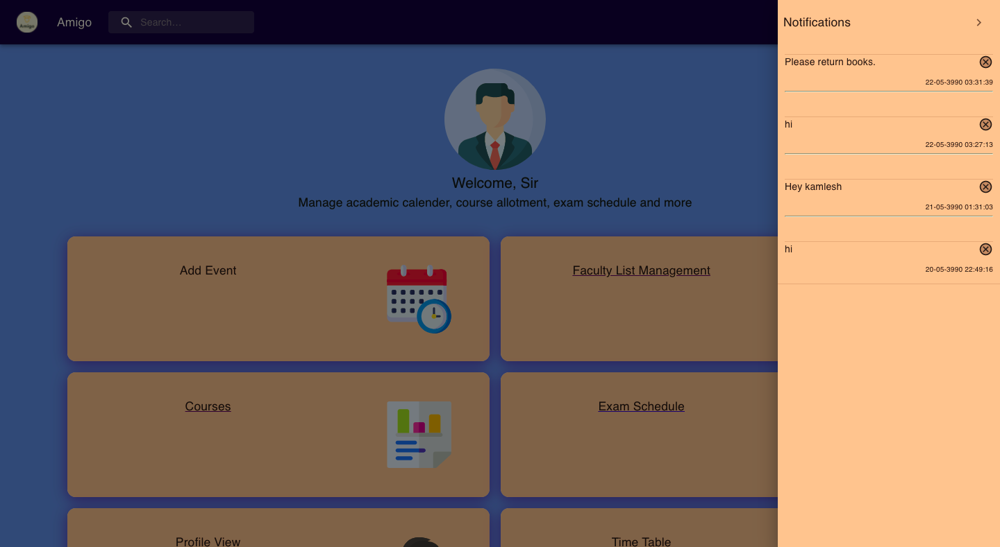 Amigo
Amigo
Search…
Notifications
Please return books.
22-05-3990 03:31:39
hi
22-05-3990 03:27:13
Hey kamlesh
21-05-3990 01:31:03
hi
20-05-3990 22:49:16
Welcome, Sir
Manage academic calender, course allotment, exam schedule and more
Add Event
Faculty List Management
Courses
Exam Schedule
Profile View
Time Table